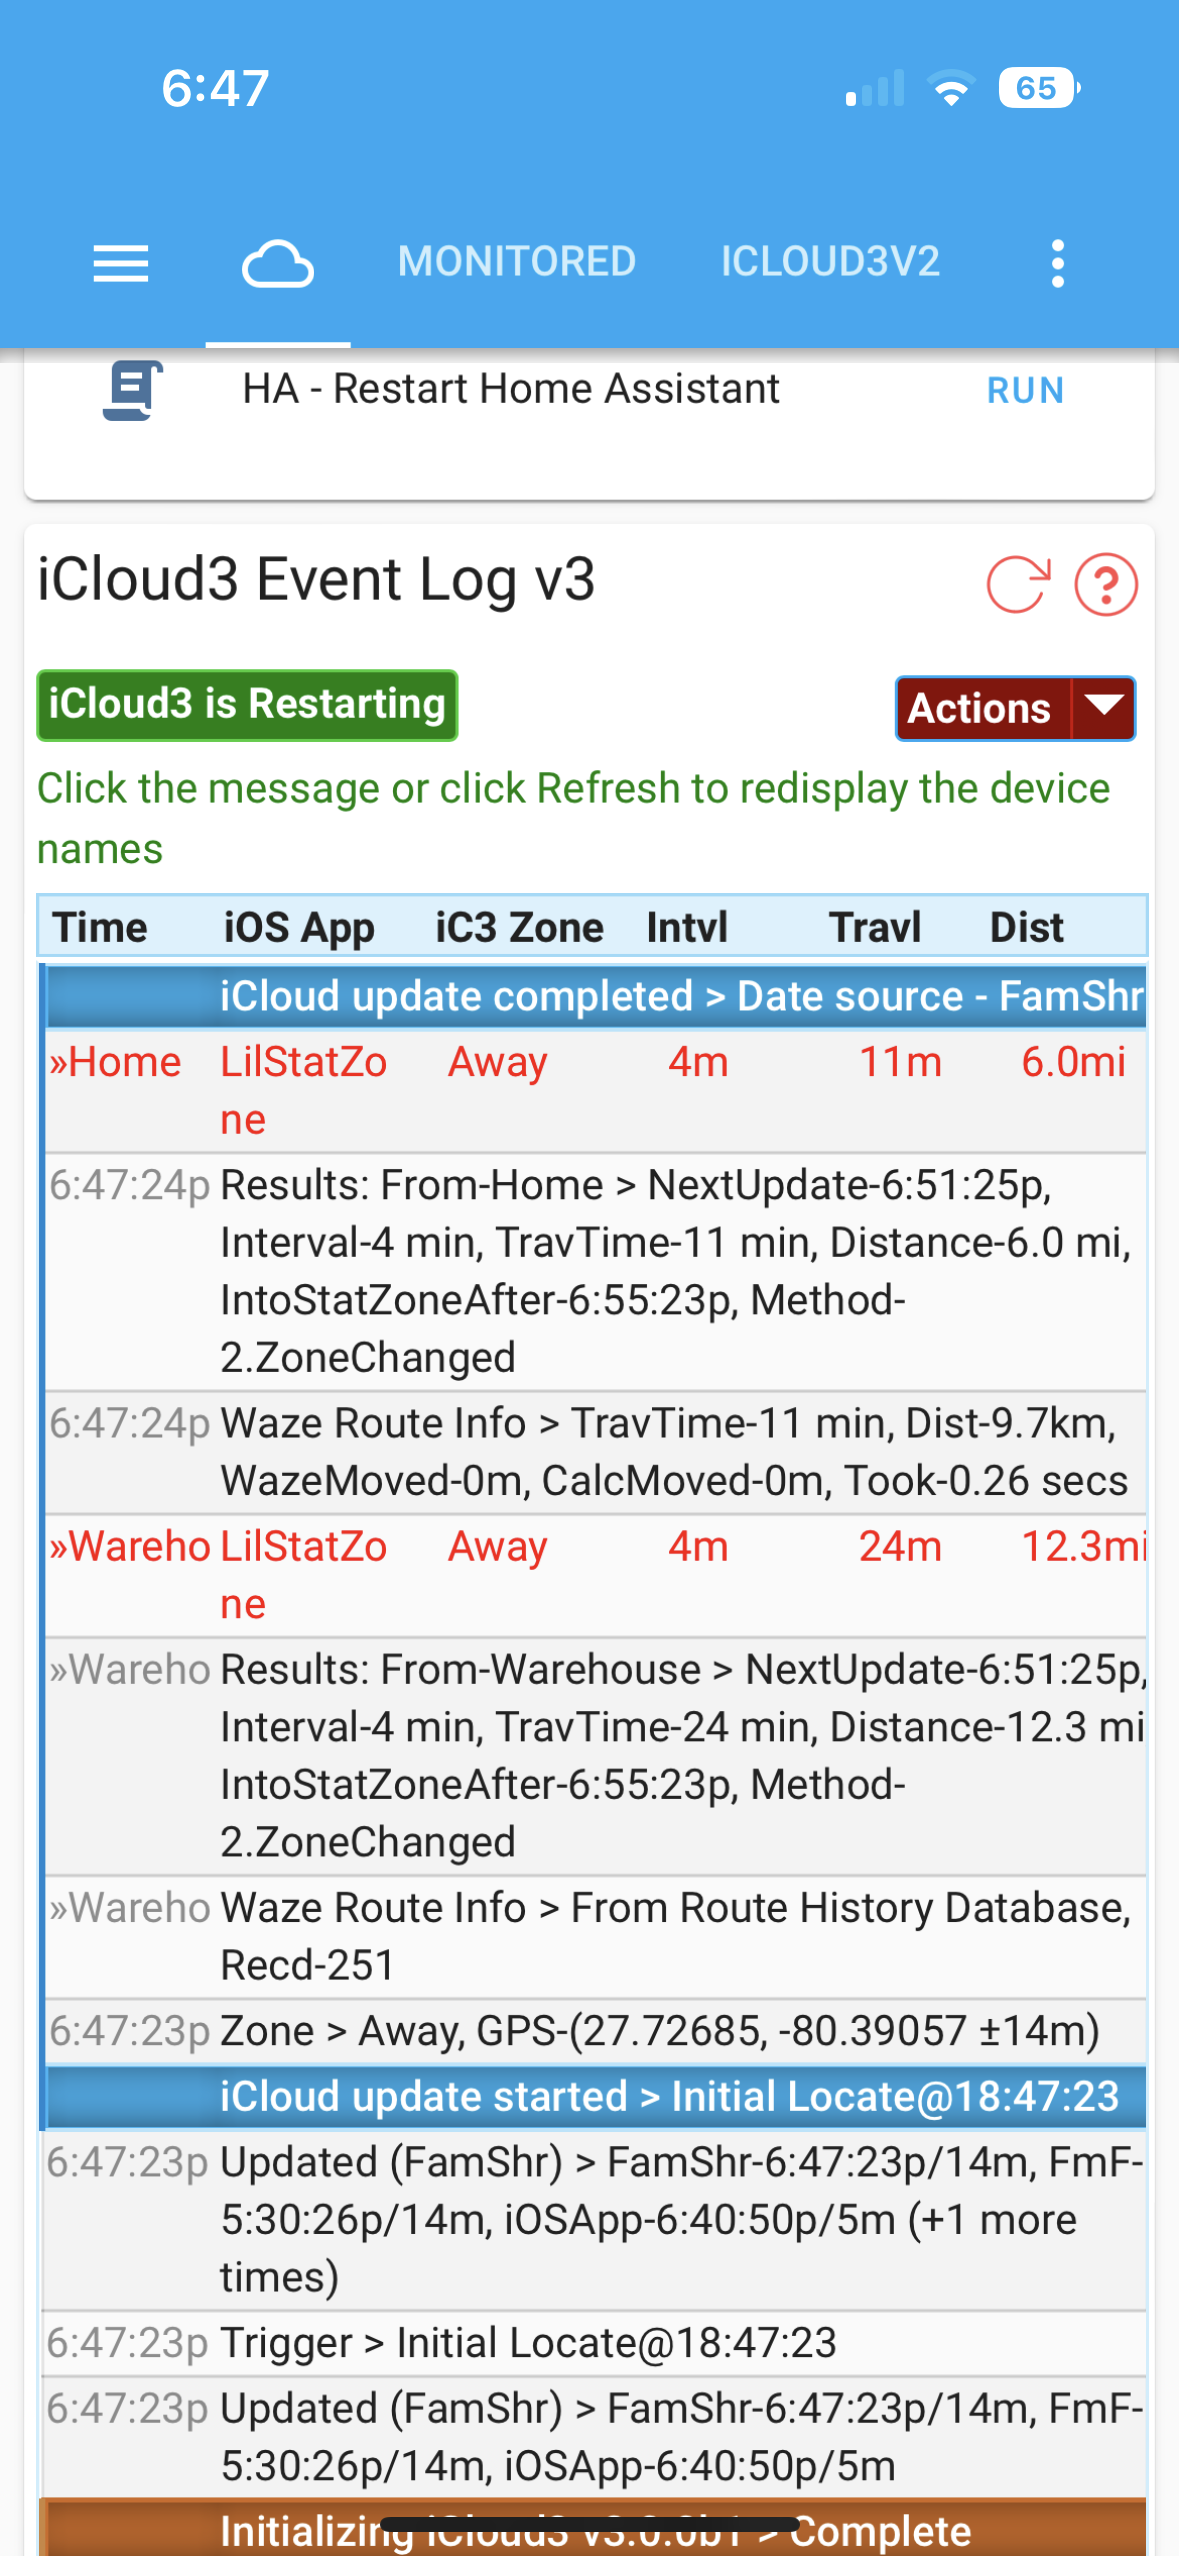 6:47
65
MONITORED ICLOUD3V2
HA - Restart Home Assistant RUN
iCloud3 Event Log v3 ?
iCloud3 is Restarting Actions
Click the message or click Refresh to redisplay the device
names
Time iOS App iC3 Zone Intvl Travl Dist
iCloud update completed > Date source - FamShr
»Home LilStatZo Away 4m 11m 6.0mi
ne
6:47:24p Results: From-Home > NextUpdate-6:51:25p,
Interval-4 min, TravTime-11 min, Distance-6.0 mi,
IntoStatZoneAfter-6:55:23p, Method-
2.ZoneChanged
6:47:24p Waze Route Info > TravTime-11 min, Dist-9.7km,
WazeMoved-0m, CalcMoved-0m, Took-0.26 secs
»Wareho LilStatZo Away 4m 24m 12.3mi
ne
»Wareho Results: From-Warehouse > NextUpdate-6:51:25p,
Interval-4 min, TravTime-24 min, Distance-12.3 mi
IntoStatZoneAfter-6:55:23p, Method-
2.ZoneChanged
»Wareho Waze Route Info > From Route History Database,
Recd-251
6:47:23p Zone > Away, GPS-(27.72685, -80.39057 ±14m)
iCloud update started > Initial Locate@18:47:23
6:47:23p Updated (FamShr) > FamShr-6:47:23p/14m, FmF-
5:30:26p/14m, iOSApp-6:40:50p/5m (+1 more
times)
6:47:23p Trigger > Initial Locate@18:47:23
6:47:23p Updated (FamShr) > FamShr-6:47:23p/14m, FmF-
5:30:26p/14m, iOSApp-6:40:50p/5m
Initializing iCloud3 v3.0.0b1 > Complete